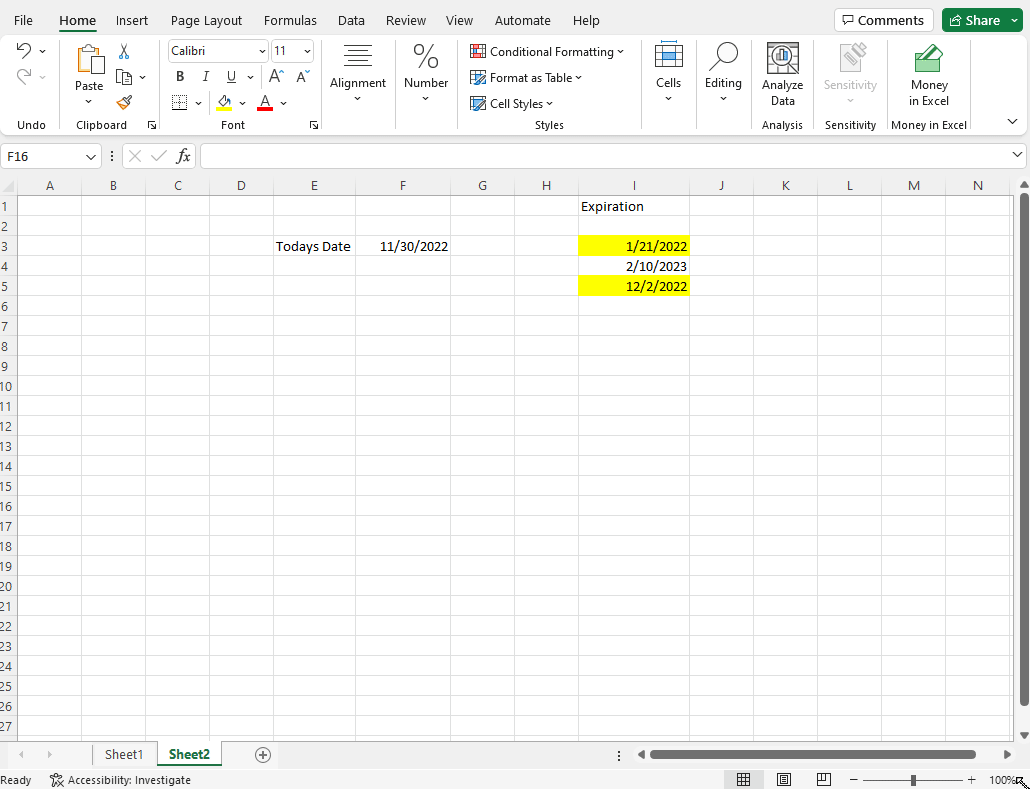 File Home Insert Page Layout Formulas Data Review View Automate Help Comments Share
Calibri 11 Conditional Formatting
Paste B I U A A Alignment % Number Format as Table Cells Editing Analyze Data Sensitivity Money in Excel
A Cell Styles
Undo Clipboard Font Styles Analysis Sensitivity Money in Excel
F16 fx
A B C D E F G H I J K L M N
1 Expiration
2
3 Todays Date 11/30/2022 1/21/2022
4 2/10/2023
5 12/2/2022
6
7
8
9
10
11
12
13
14
15
16
17
18
19
20
21
22
23
24
25
26
27
Sheet1 Sheet2
Ready Accessibility: Investigate 100%